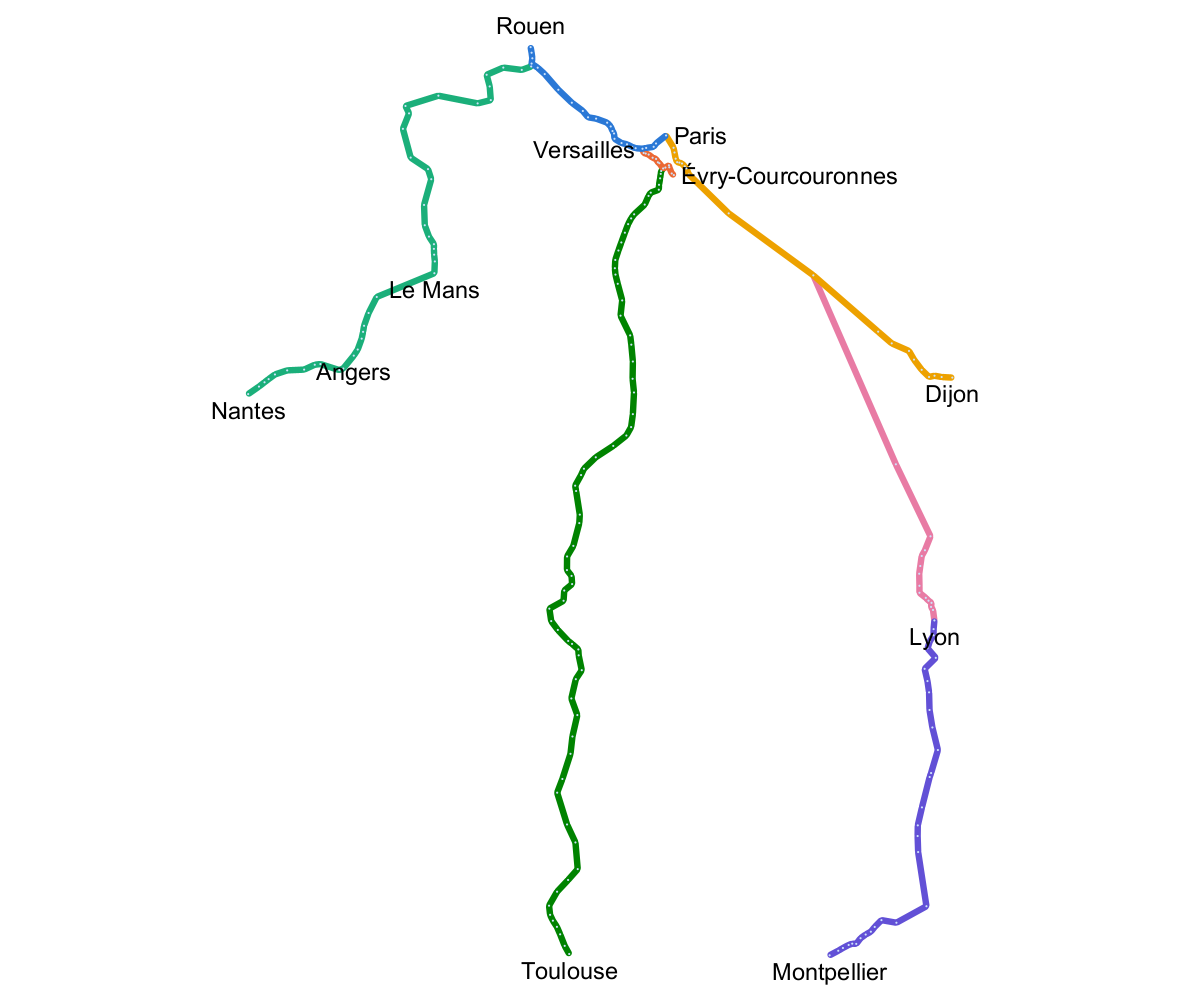 Rouen
Paris
Versailles
Évry-Courcouronnes
Le Mans
Angers
Dijon
Nantes
Lyon
Toulouse
Montpellier